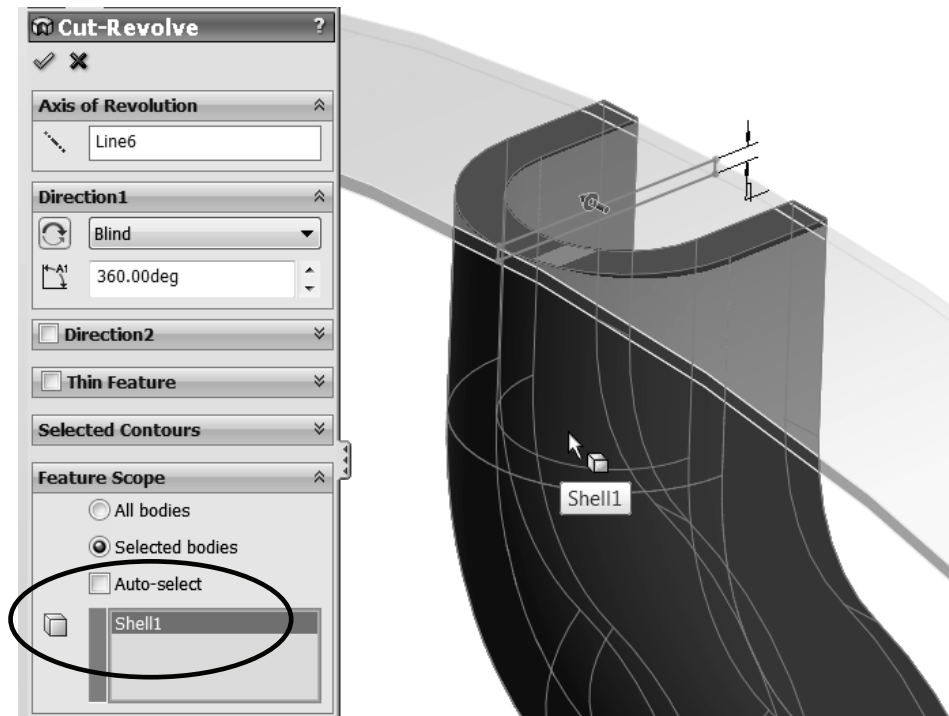 Cut-Revolve ?
Axis of Revolution
Line6
Direction1
Blind
A1
360.00deg
Direction2
Thin Feature
Selected Contours
Feature Scope
All bodies
Selected bodies
Auto-select
Shell1
Shell1